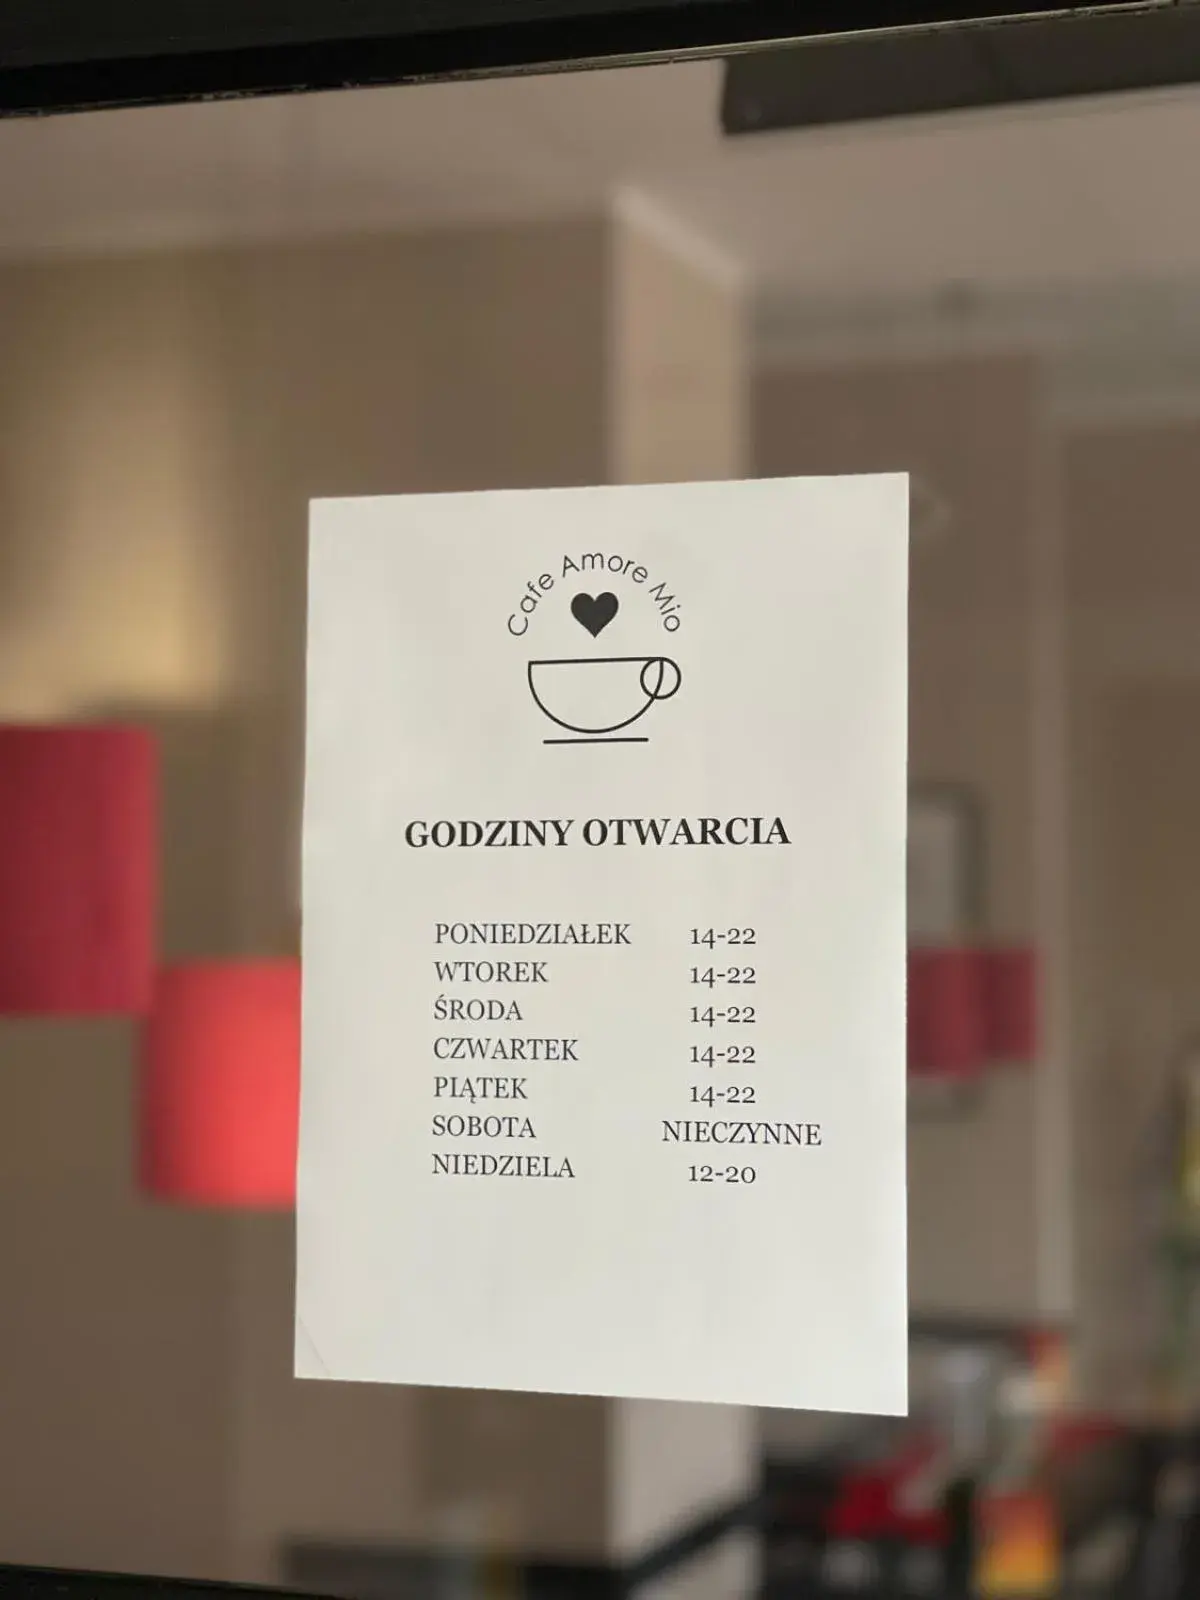 Cafe Amore Mio
GODZINY OTWARCIA
PONIEDZIAŁEK 14-22
WTOREK 14-22
ŚRODA 14-22
CZWARTEK 14-22
PIĄTEK 14-22
SOBOTA NIECZYNNE
NIEDZIELA 12-20